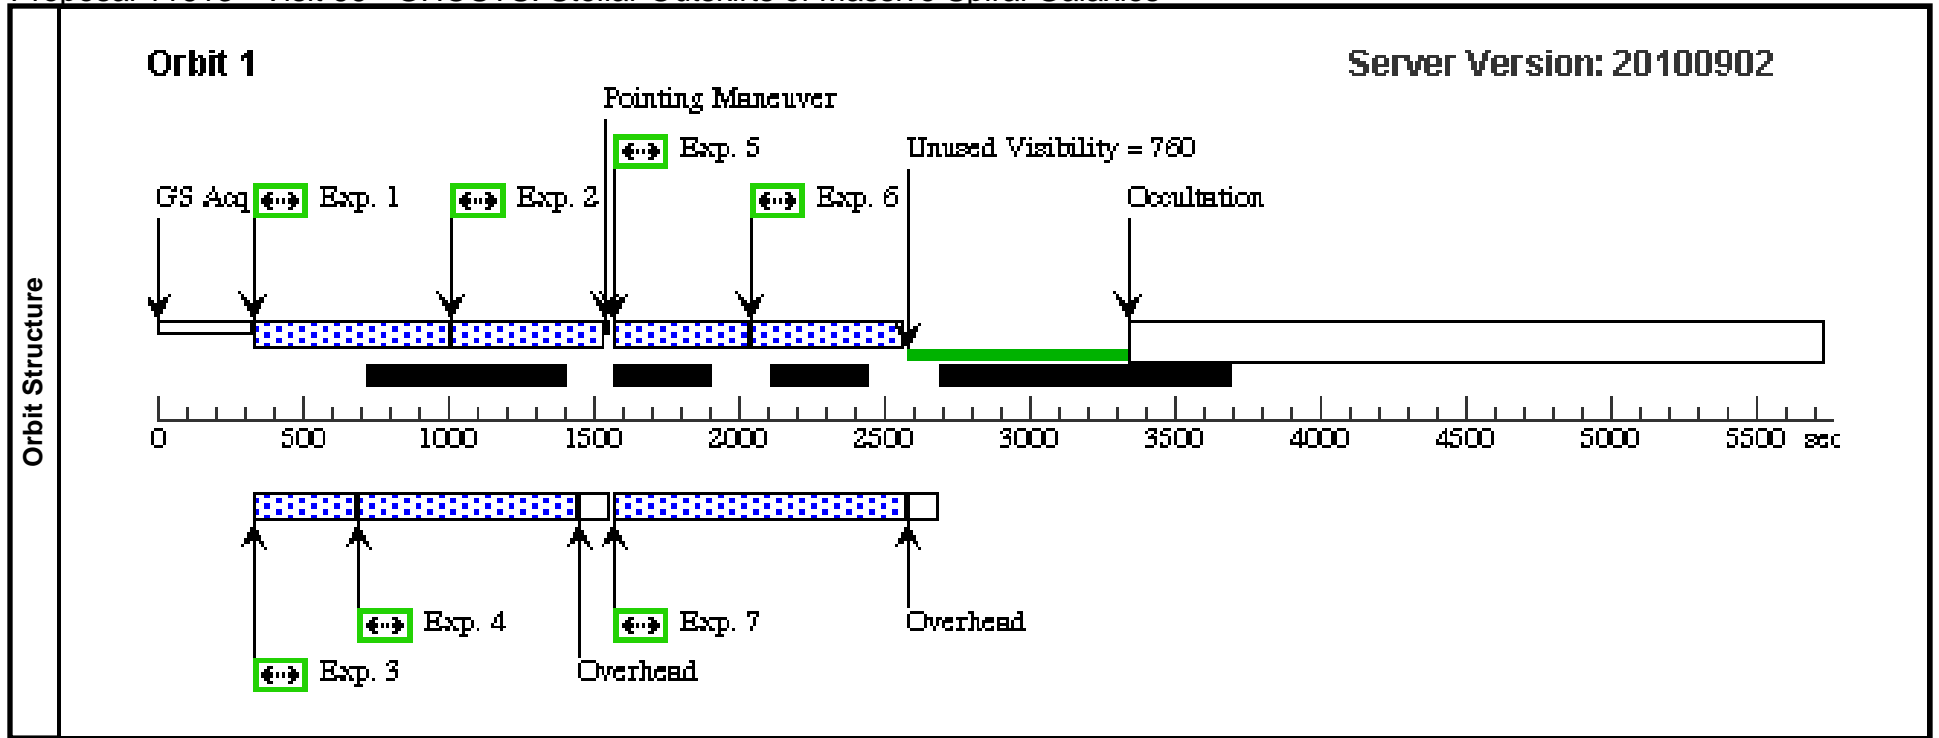 Orbit 1
Server Version: 20100902
Pointing Maneuver
Exp. 5
Unused Visibility = 760
GS Acq
Exp. 1
Exp. 2
Exp. 6
Occultation
Orbit Structure
0 500 1000 1500 2000 2500 3000 3500 4000 4500 5000 5500 sec
Exp. 4
Exp. 7
Overhead
Exp. 3
Overhead